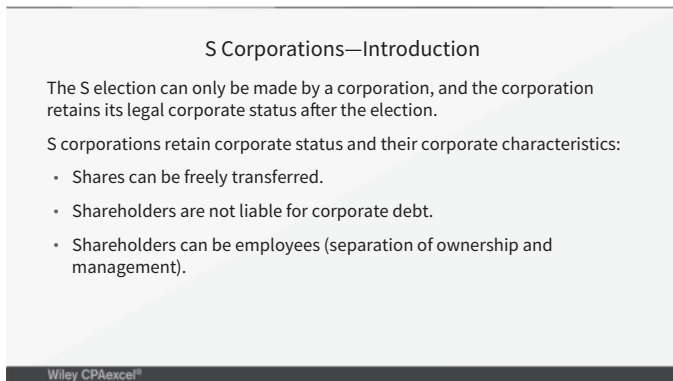 S Corporations—Introduction
The S election can only be made by a corporation, and the corporation
retains its legal corporate status after the election.
S corporations retain corporate status and their corporate characteristics:
• Shares can be freely transferred.
• Shareholders are not liable for corporate debt.
• Shareholders can be employees (separation of ownership and
management).
Wiley CPAexcel®